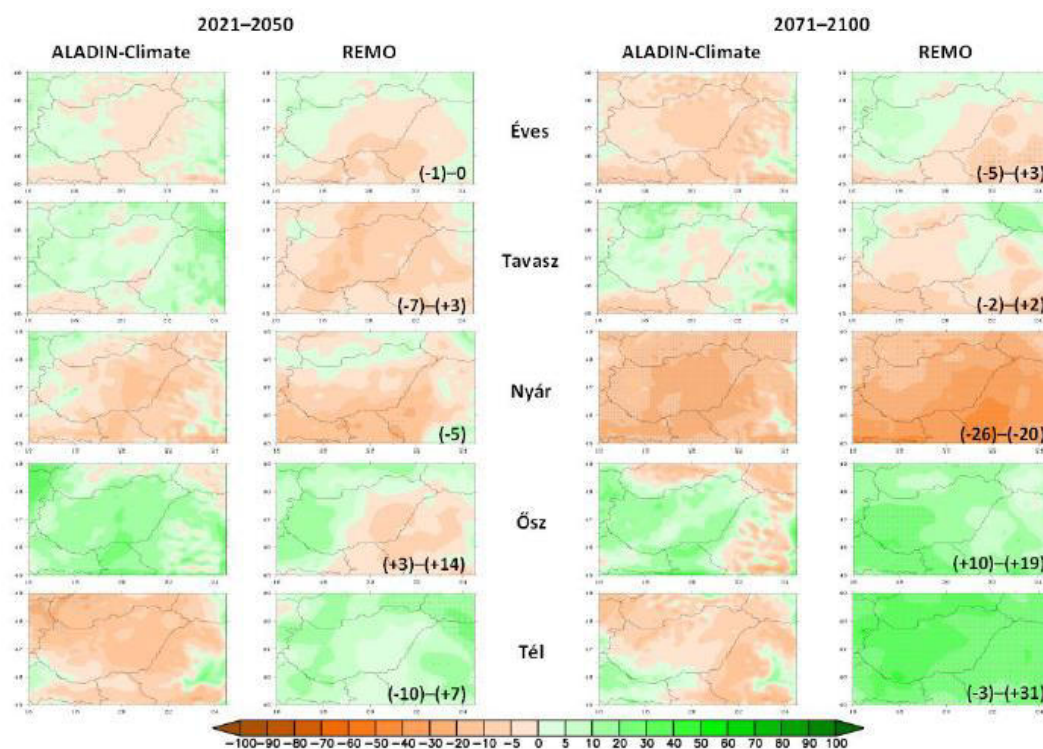 2021–2050 2071–2100
ALADIN-Climate REMO ALADIN-Climate REMO
Éves
(-1)–0 (-5)–(+3)
Tavasz
(-7)–(+3) (-2)–(+2)
Nyár
(-5) (-26)–(-20)
Ősz
(+3)–(+14) (+10)–(+19)
Tél
(-10)–(+7) (-3)–(+31)
−100 −90 −80 −70 −60 −50 −40 −30 −20 −10 −5 0 5 10 20 30 40 50 60 70 80 90 100